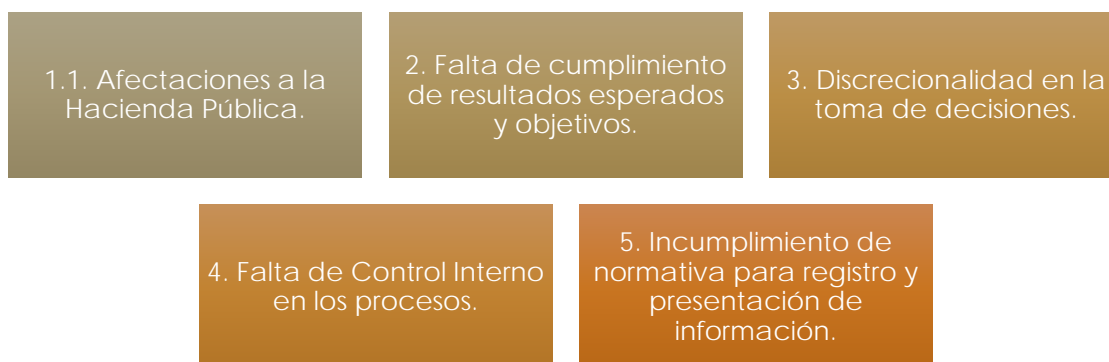 1.1. Afectaciones a la
Hacienda Pública.
2. Falta de cumplimiento
de resultados esperados
y objetivos.
3. Discrecionalidad en la
toma de decisiones.
4. Falta de Control Interno
en los procesos.
5. Incumplimiento de
normativa para registro y
presentación de
información.